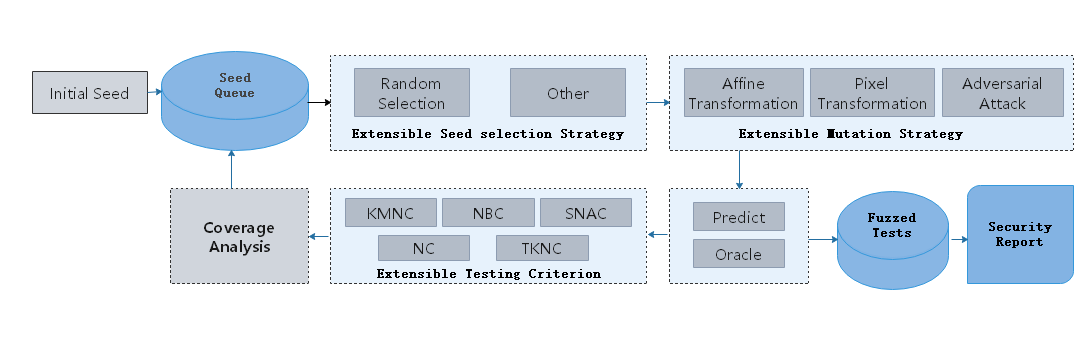 Initial Seed
Seed
Queue
Random
Selection
Other
Extensible Seed selection Strategy
Affine
Transformation
Pixel
Transformation
Adversarial
Attack
Extensible Mutation Strategy
Coverage
Analysis
KMNC
NBC
SNAC
NC
TKNC
Extensible Testing Criterion
Predict
Oracle
Fuzzed
Tests
Security
Report